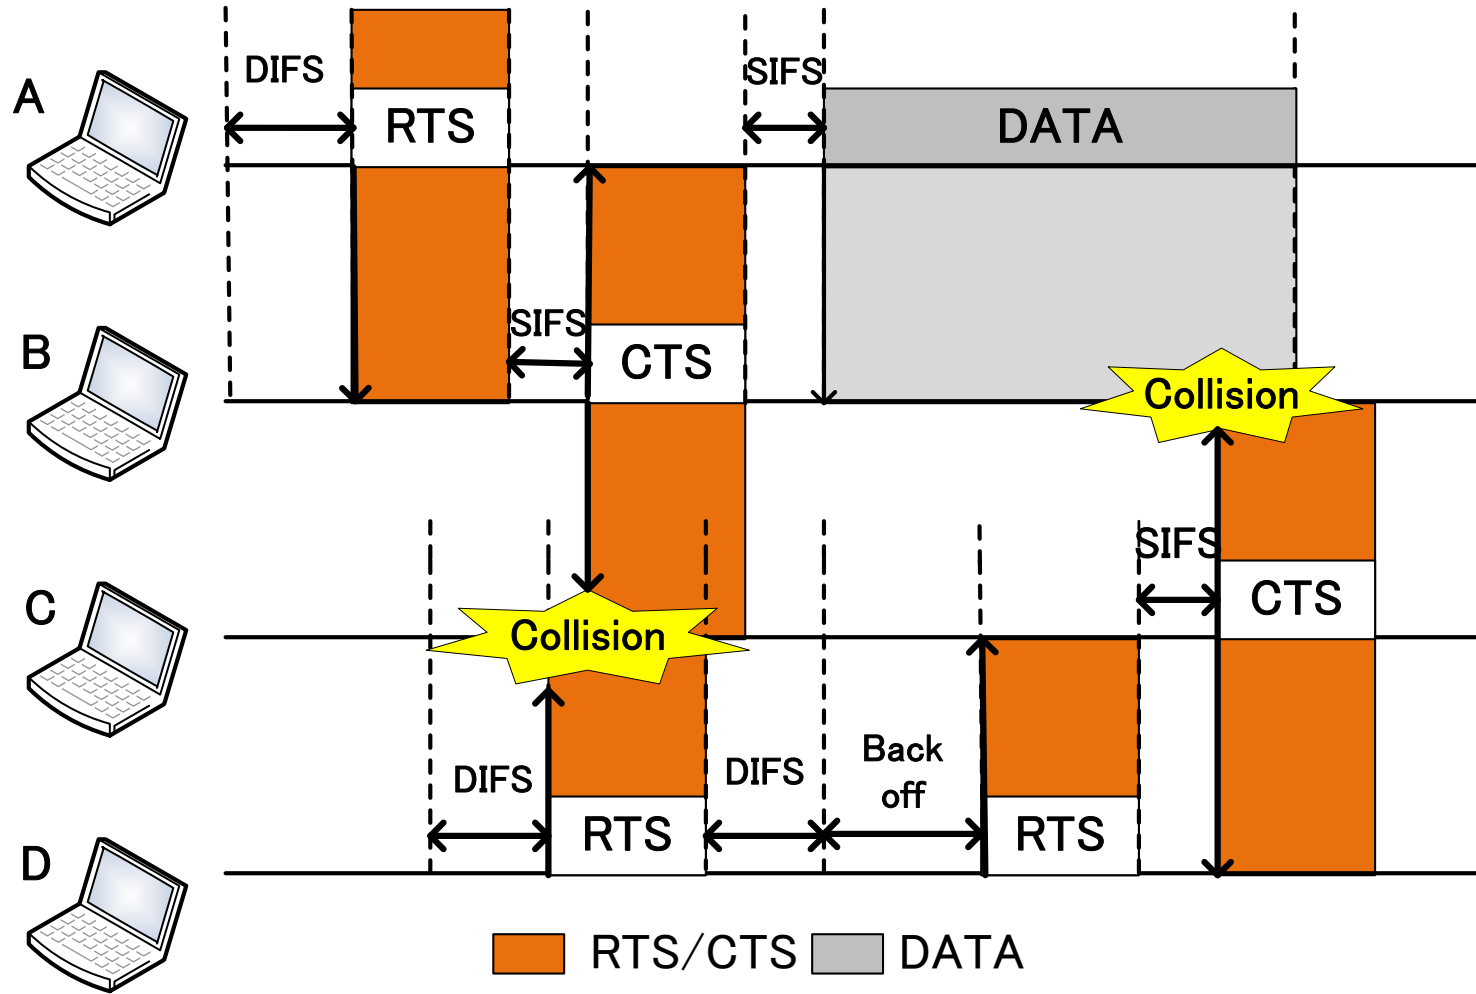 DIFS
SIFS
A
RTS
DATA
SIFS
B
CTS
Collision
SIFS
C
CTS
Collision
DIFS
DIFS
Back
off
RTS
RTS
D
RTS/CTS
DATA